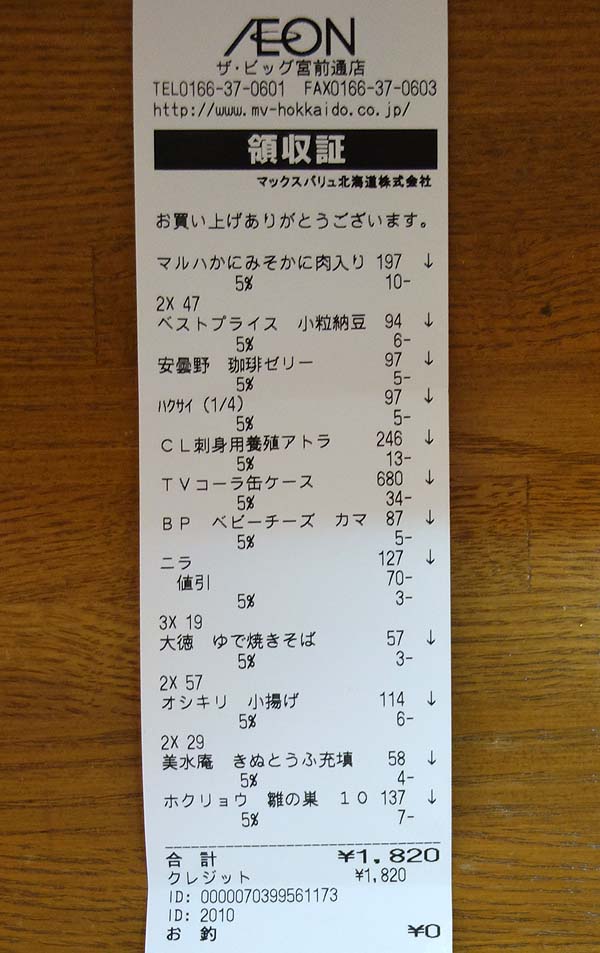 ÆON
ザ・ビッグ宮前通店
TEL0166-37-0601 FAX0166-37-0603
http://www.mv-hokkaido.co.jp/
領収証
マックスバリュ北海道株式会社
お買い上げありがとうございます。
マルハかにみそかに肉入り 197 ↓
5% 10-
2X 47
ベストプライス 小粒納豆 94 ↓
5% 6-
安曇野 珈琲ゼリー 97 ↓
5% 5-
ハクサイ (1/4) 97 ↓
5% 5-
CL刺身用養殖アトラ 246 ↓
5% 13-
TVコーラ缶ケース 680 ↓
5% 34-
BP ベビーチーズ カマ 87 ↓
5% 5-
ニラ 127 ↓
値引 70-
5% 3-
3X 19
大徳 ゆで焼きそば 57 ↓
5% 3-
2X 57
オシキリ 小揚げ 114 ↓
5% 6-
2X 29
美水庵 きぬとうふ充填 58 ↓
5% 4-
ホクリョウ 雛の巣 10 137 ↓
5% 7-
合計 ¥1,820
クレジット ¥1,820
ID: 0000070399561173
ID: 2010
お釣 ¥0